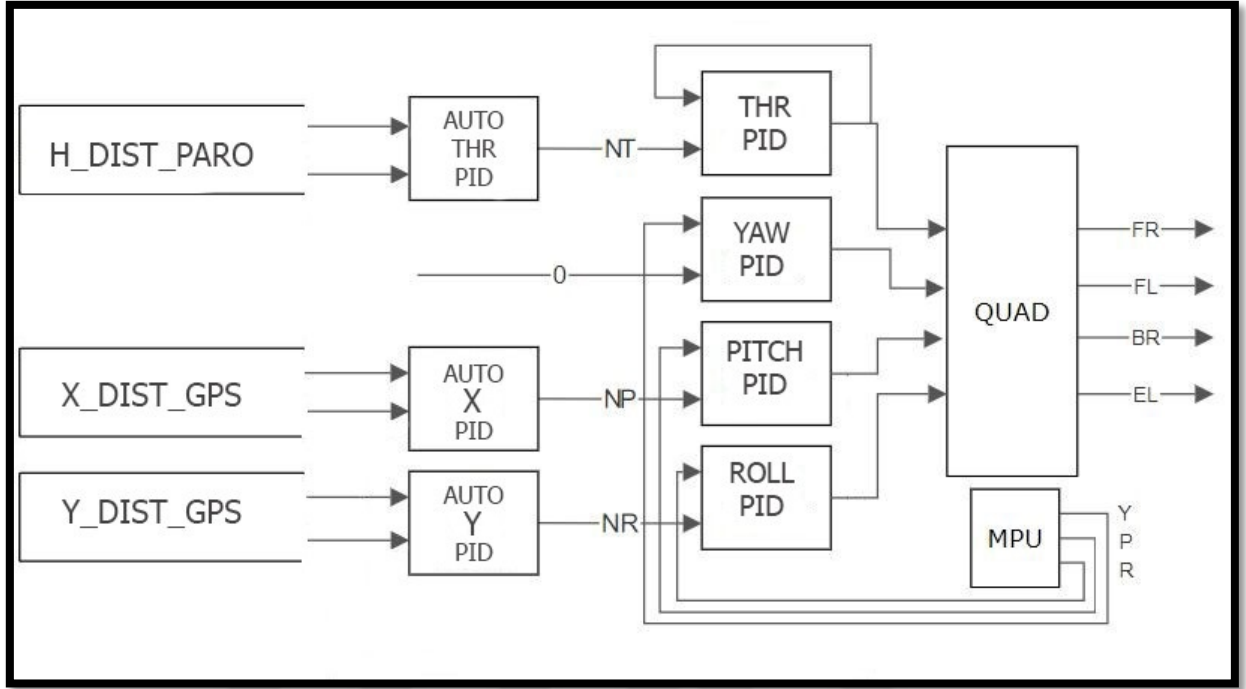 H_DIST_PARO
AUTO
THR
PID
NT
THR
PID
0
YAW
PID
X_DIST_GPS
AUTO
X
PID
NP
PITCH
PID
Y_DIST_GPS
AUTO
Y
PID
NR
ROLL
PID
QUAD
FR
FL
BR
EL
MPU
Y
P
R